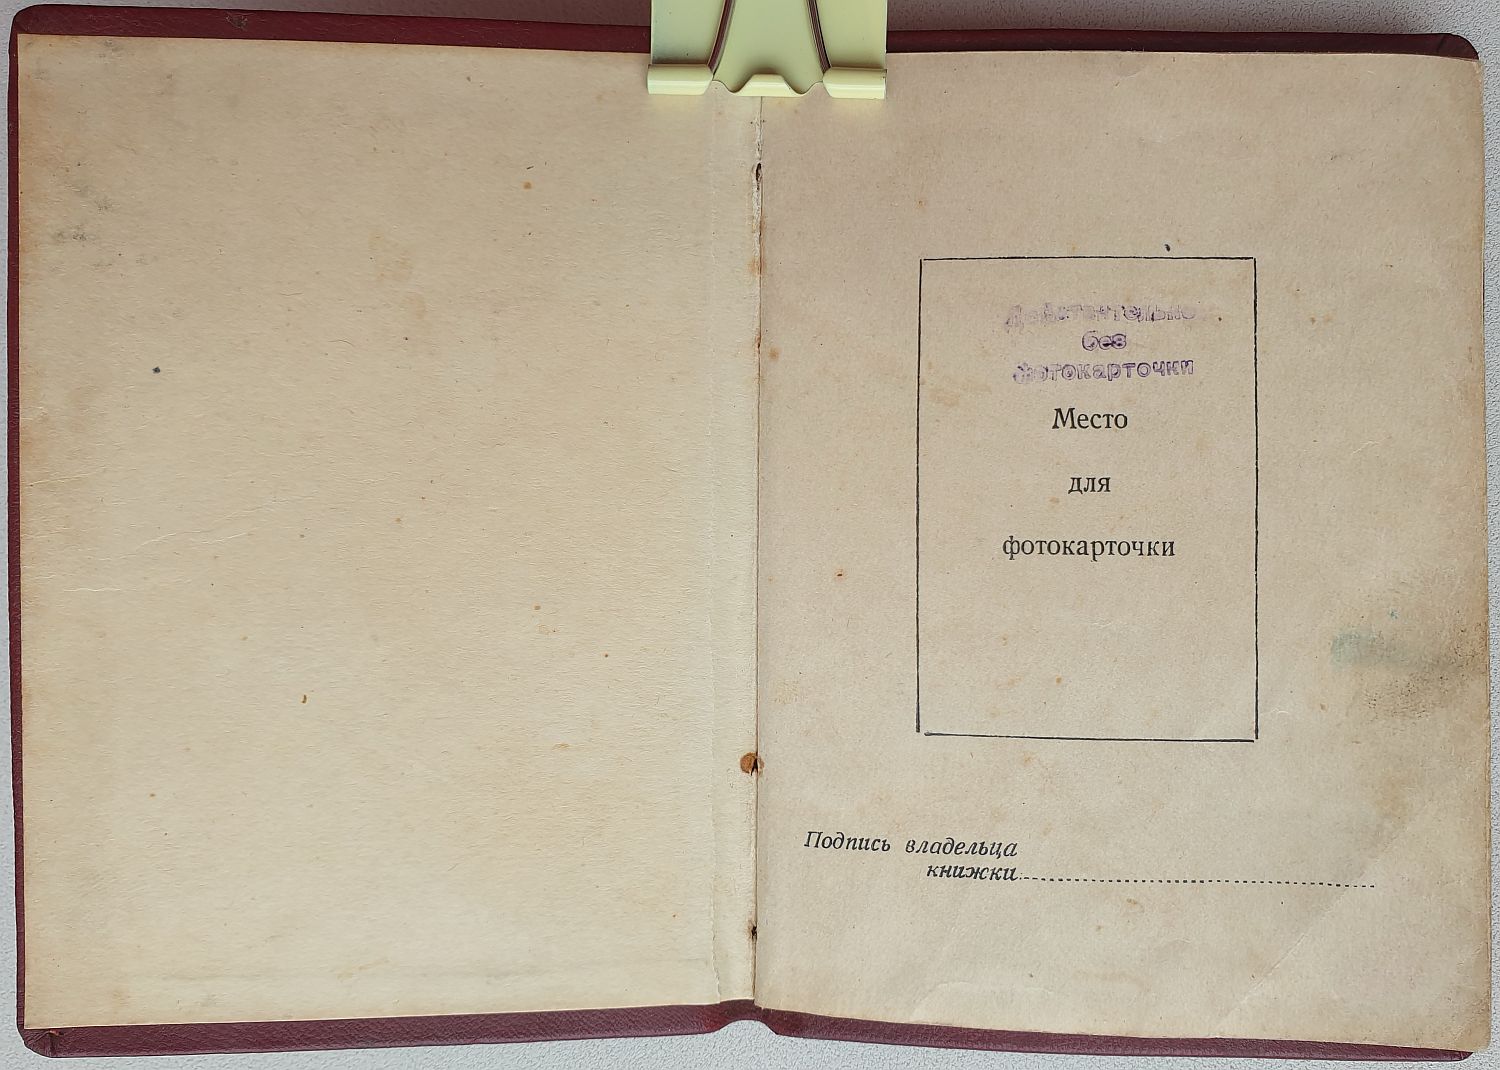 Действительно
без
фотокарточки
Место
для
фотокарточки
Подпись владельца
книжки